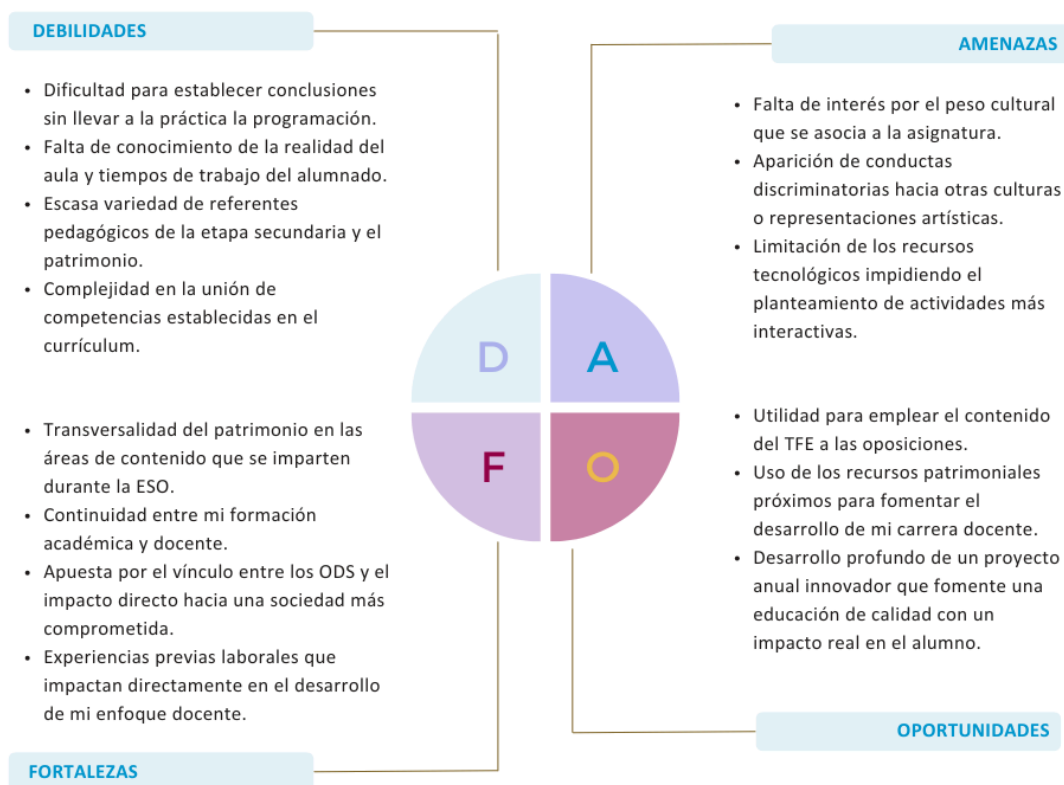 DEBILIDADES
• Dificultad para establecer conclusiones
sin llevar a la práctica la programación.
• Falta de conocimiento de la realidad del
aula y tiempos de trabajo del alumnado.
• Escasa variedad de referentes
pedagógicos de la etapa secundaria y el
patrimonio.
• Complejidad en la unión de
competencias establecidas en el
currículum.
AMENAZAS
• Falta de interés por el peso cultural
que se asocia a la asignatura.
• Aparición de conductas
discriminatorias hacia otras culturas
o representaciones artísticas.
• Limitación de los recursos
tecnológicos impidiendo el
planteamiento de actividades más
interactivas.
D
A
F
O
• Transversalidad del patrimonio en las
áreas de contenido que se imparten
durante la ESO.
• Continuidad entre mi formación
académica y docente.
• Apuesta por el vínculo entre los ODS y el
impacto directo hacia una sociedad más
comprometida.
• Experiencias previas laborales que
impactan directamente en el desarrollo
de mi enfoque docente.
FORTALEZAS
• Utilidad para emplear el contenido
del TFE a las oposiciones.
• Uso de los recursos patrimoniales
próximos para fomentar el
desarrollo de mi carrera docente.
• Desarrollo profundo de un proyecto
anual innovador que fomente una
educación de calidad con un
impacto real en el alumno.
OPORTUNIDADES